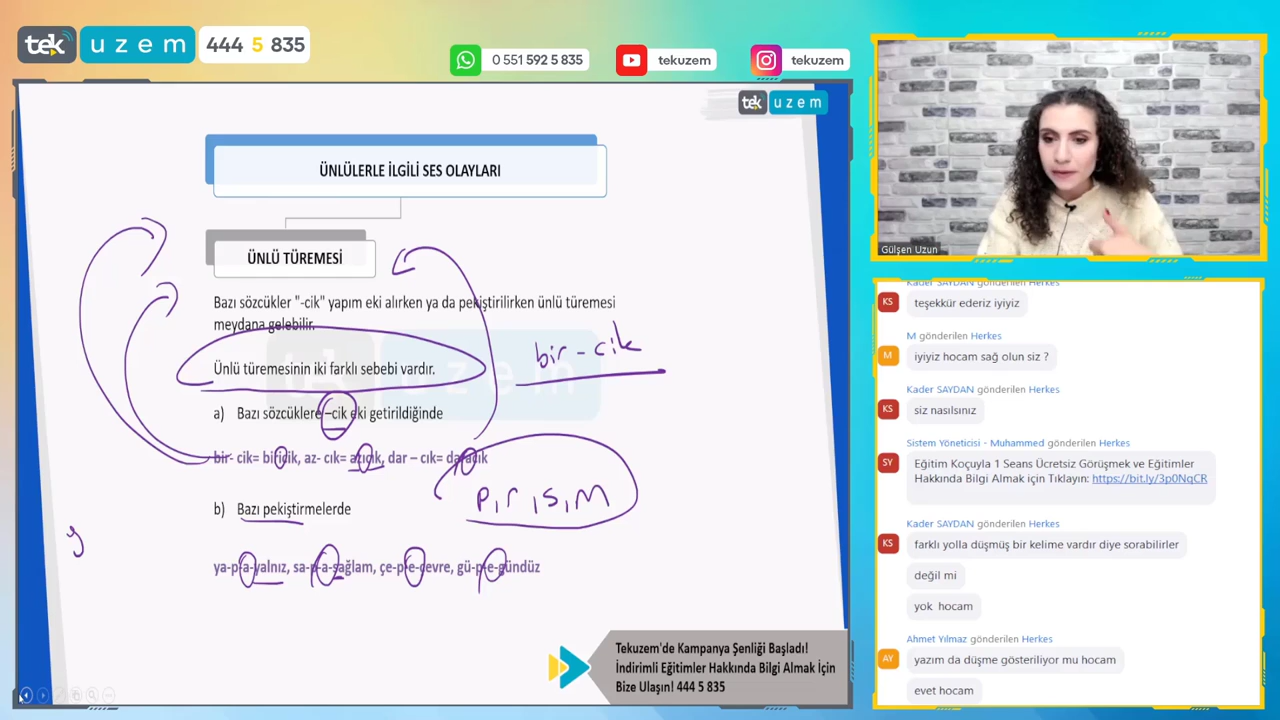 tek uzem 444 5 835
0 551 592 5 835
tekuzem
tekuzem
tek uzem
ÜNLÜLERLE İLGİLİ SES OLAYLARI
ÜNLÜ TÜREMESİ
Bazı sözcükler "-cik" yapım eki alırken ya da pekiştirilirken ünlü türemesi
meydana gelebilir.
bir - cik
Ünlü türemesinin iki farklı sebebi vardır.
a) Bazı sözcüklere –cik eki getirildiğinde
bir- cik= biricik, az- cık= azıcık, dar – cık= daracık
p, r, s, m
b) Bazı pekiştirmelerde
ya-p-a-yalnız, sa-p-a-sağlam, çe-p-e-çevre, gü-p-e-gündüz
Tekuzem'de Kampanya Şenliği Başladı!
İndirimli Eğitimler Hakkında Bilgi Almak İçin
Bize Ulaşın! 444 5 835
Gülşen Uzun
Kader SAYDAN gönderilen Herkes
KS teşekkür ederiz iyiyiz
M gönderilen Herkes
M iyiyiz hocam sağ olun siz ?
Kader SAYDAN gönderilen Herkes
KS siz nasılsınız
Sistem Yöneticisi - Muhammed gönderilen Herkes
SY Eğitim Koçuyla 1 Seans Ücretsiz Görüşmek ve Eğitimler
Hakkında Bilgi Almak için Tıklayın: https://bit.ly/3p0NqCR
Kader SAYDAN gönderilen Herkes
KS farklı yolla düşmüş bir kelime vardır diye sorabilirler
değil mi
yok hocam
Ahmet Yılmaz gönderilen Herkes
AY yazım da düşme gösteriliyor mu hocam
evet hocam